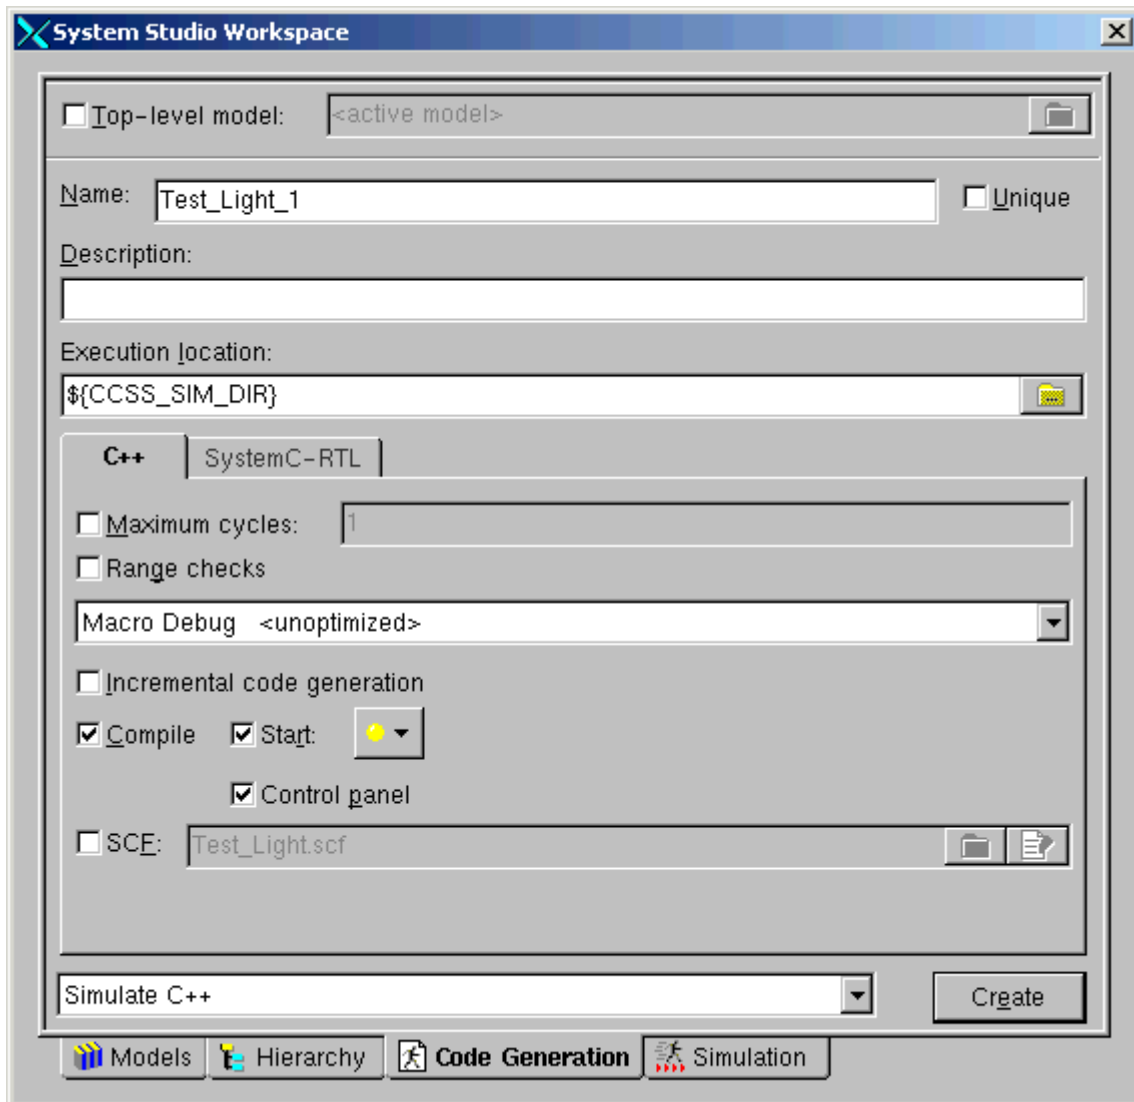 System Studio Workspace
Top-level model: <active model>
Name: Test_Light_1 Unique
Description:
Execution location:
${CCSS_SIM_DIR}
C++ SystemC-RTL
Maximum cycles: 1
Range checks
Macro Debug <unoptimized>
Incremental code generation
Compile Start:
Control panel
SCF: Test_Light.scf
Simulate C++ Create
Models Hierarchy Code Generation Simulation